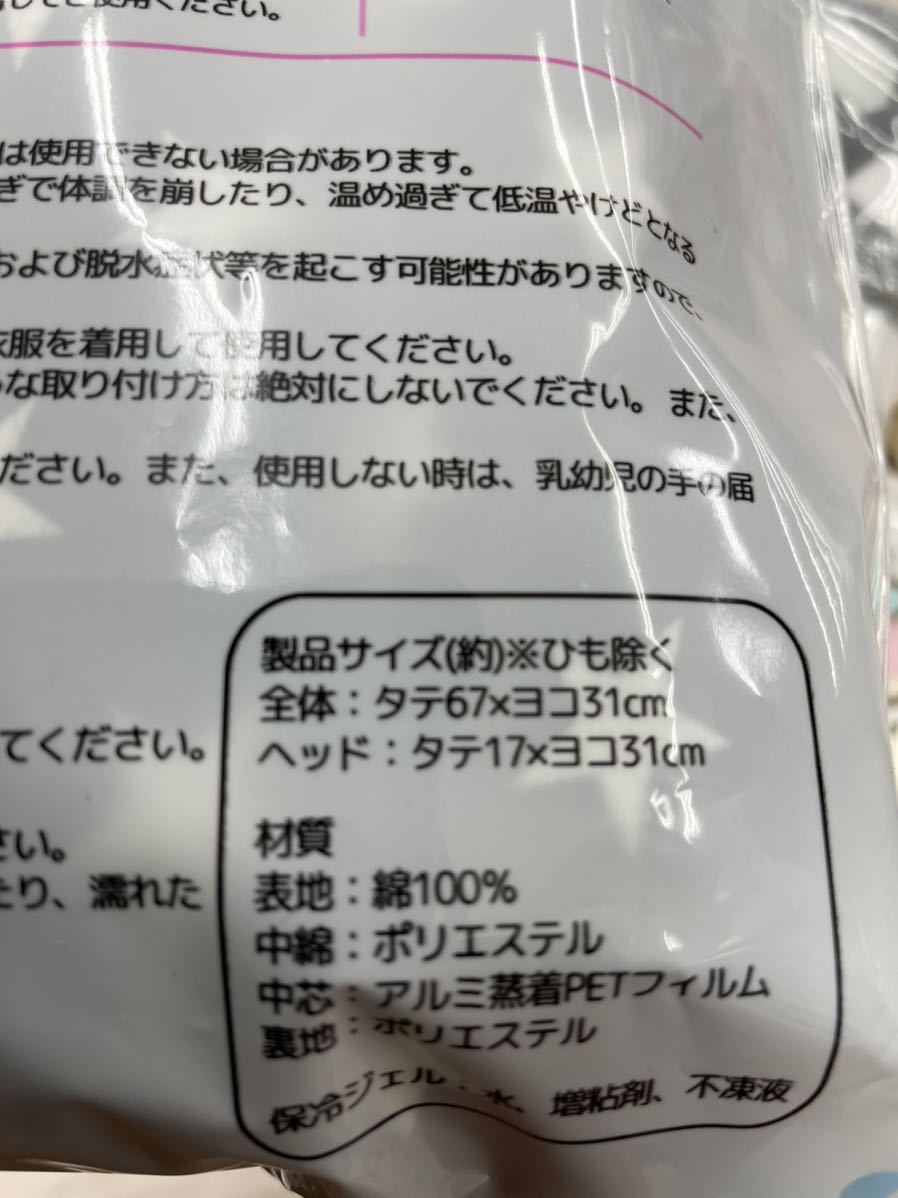 してご使用ください。
は使用できない場合があります。
ぎで体調を崩したり、温め過ぎて低温やけどとなる
および脱水症状等を起こす可能性がありますので、
衣服を着用して使用してください。
うな取り付け方は絶対にしないでください。また、
ださい。また、使用しない時は、乳幼児の手の届
てください。
さい。
たり、濡れた
製品サイズ(約)※ひも除く
全体：タテ67×ヨコ31cm
ヘッド：タテ17×ヨコ31cm
材質
表地：綿100%
中綿：ポリエステル
中芯：アルミ蒸着PETフィルム
裏地：ポリエステル
保冷ジェル：水、増粘剤、不凍液